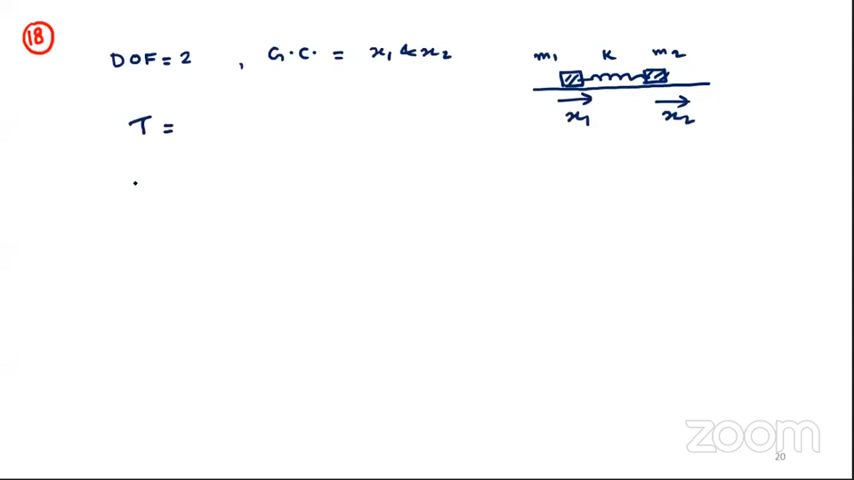 18
DOF = 2 , G.C. = x₁ & x₂
m₁ K m₂
x₁ x₂
T =
zoom
20